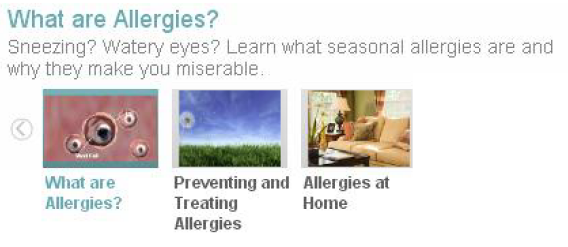 What are Allergies?
Sneezing? Watery eyes? Learn what seasonal allergies are and
why they make you miserable.
What are
Allergies?
Preventing and
Treating
Allergies
Allergies at
Home